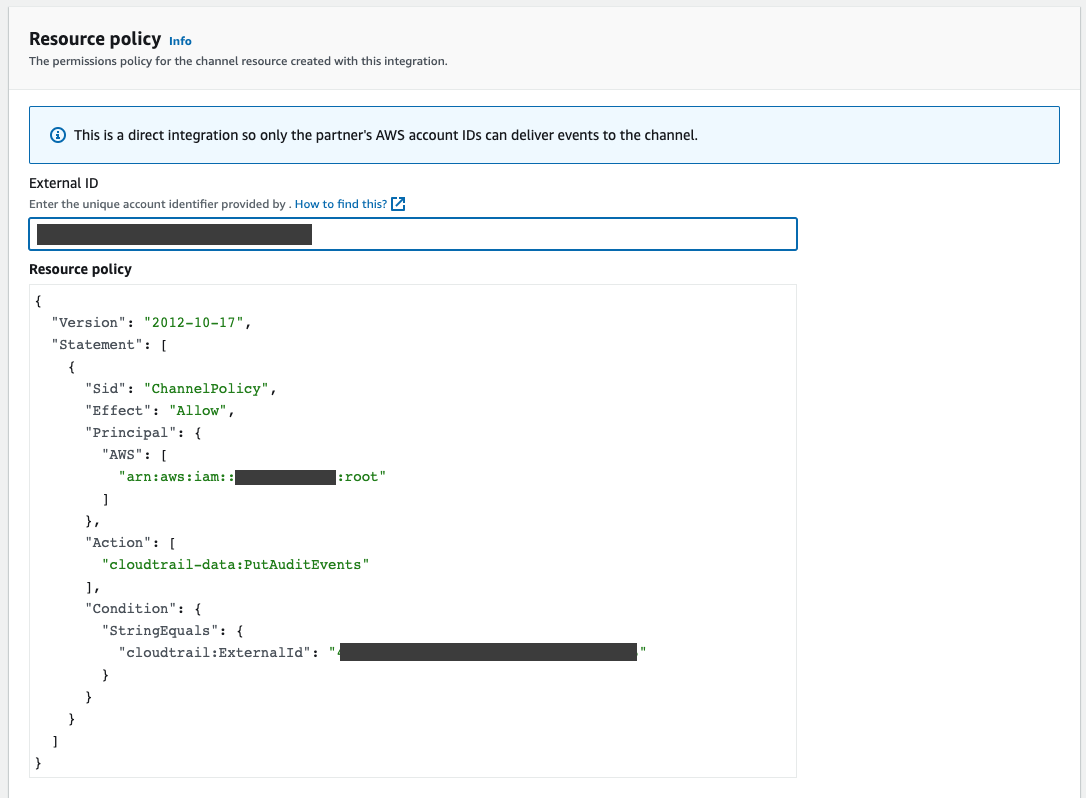 Resource policy Info
The permissions policy for the channel resource created with this integration.
This is a direct integration so only the partner's AWS account IDs can deliver events to the channel.
External ID
Enter the unique account identifier provided by . How to find this?
Resource policy
{
  "Version": "2012-10-17",
  "Statement": [
    {
      "Sid": "ChannelPolicy",
      "Effect": "Allow",
      "Principal": {
        "AWS": [
          "arn:aws:iam:::root"
        ]
      },
      "Action": [
        "cloudtrail-data:PutAuditEvents"
      ],
      "Condition": {
        "StringEquals": {
          "cloudtrail:ExternalId": ""
        }
      }
    }
  ]
}